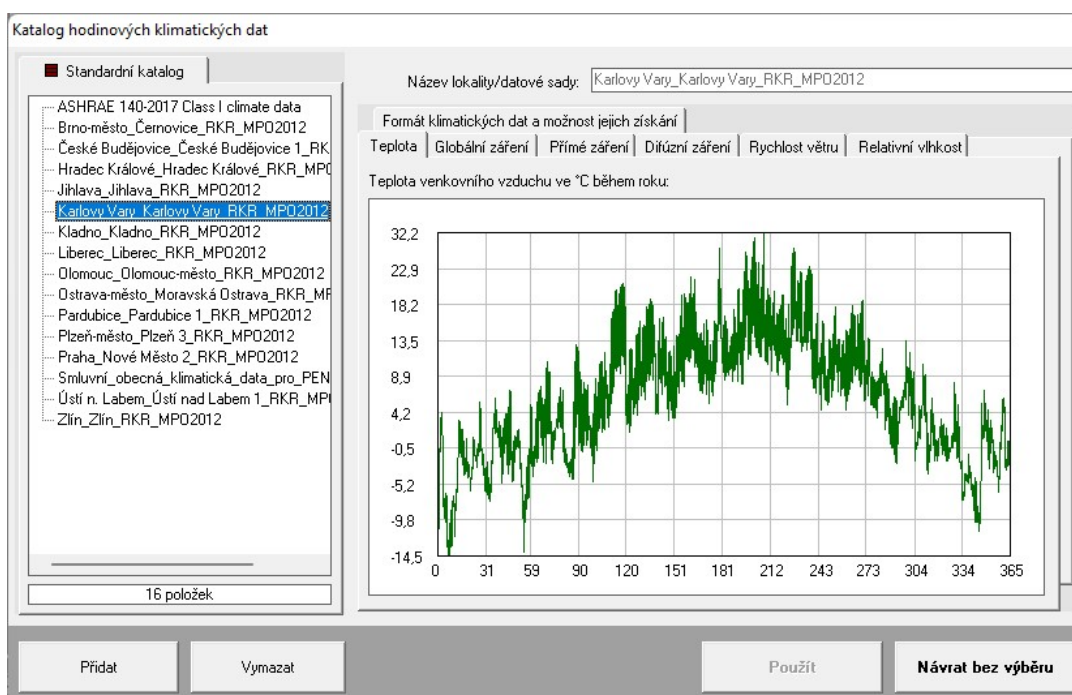 Katalog hodinových klimatických dat
Standardní katalog
ASHRAE 140-2017 Class I climate data
Brno-město_Černovice_RKR_MPO2012
České Budějovice_České Budějovice 1_RK
Hradec Králové_Hradec Králové_RKR_MPO
Jihlava_Jihlava_RKR_MPO2012
Karlovy Vary_Karlovy Vary_RKR_MPO2012
Kladno_Kladno_RKR_MPO2012
Liberec_Liberec_RKR_MPO2012
Olomouc_Olomouc-město_RKR_MPO2012
Ostrava-město_Moravská Ostrava_RKR_MP
Pardubice_Pardubice 1_RKR_MPO2012
Plzeň-město_Plzeň 3_RKR_MPO2012
Praha_Nové Město 2_RKR_MPO2012
Smluvní_obecná_klimatická_data_pro_PEN
Ústí n. Labem_Ústí nad Labem 1_RKR_MPO
Zlín_Zlín_RKR_MPO2012
16 položek
Název lokality/datové sady: Karlovy Vary_Karlovy Vary_RKR_MPO2012
Formát klimatických dat a možnost jejich získání
Teplota Globální záření Přímé záření Difúzní záření Rychlost větru Relativní vlhkost
Teplota venkovního vzduchu ve °C během roku:
32,2
22,9
18,2
13,5
8,9
4,2
-0,5
-5,2
-9,8
-14,5
0 31 59 90 120 151 181 212 243 273 304 334 365
Přidat Vymazat Použít Návrat bez výběru